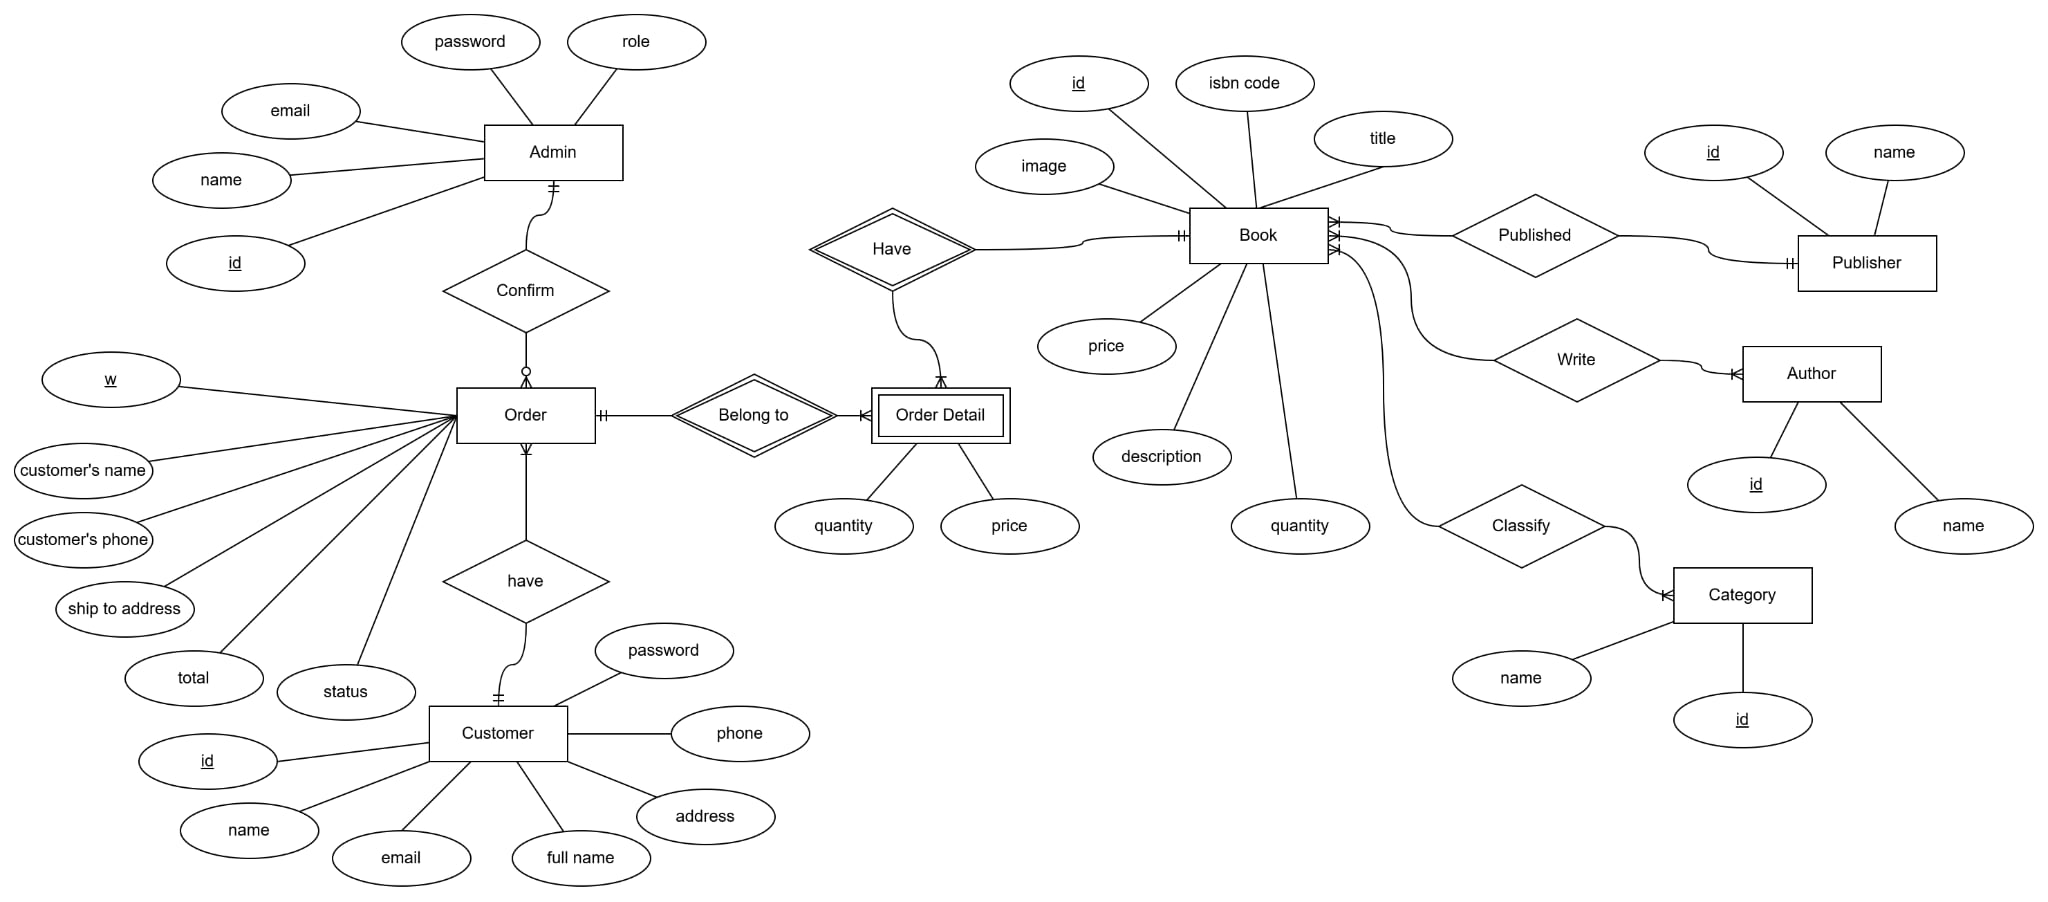 password
role
email
Admin
name
id
Confirm
w
Order
customer's name
customer's phone
ship to address
total
status
have
password
Customer
phone
id
name
email
full name
address
Belong to
Order Detail
quantity
price
Have
id
isbn code
title
image
Book
price
description
quantity
Published
id
name
Publisher
Write
Author
id
name
Classify
Category
name
id